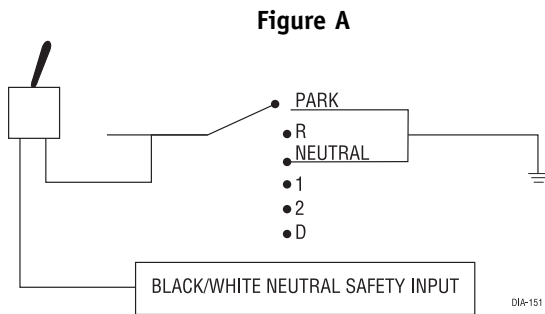 Figure A
PARK
R
NEUTRAL
1
2
D
BLACK/WHITE NEUTRAL SAFETY INPUT
DIA-151